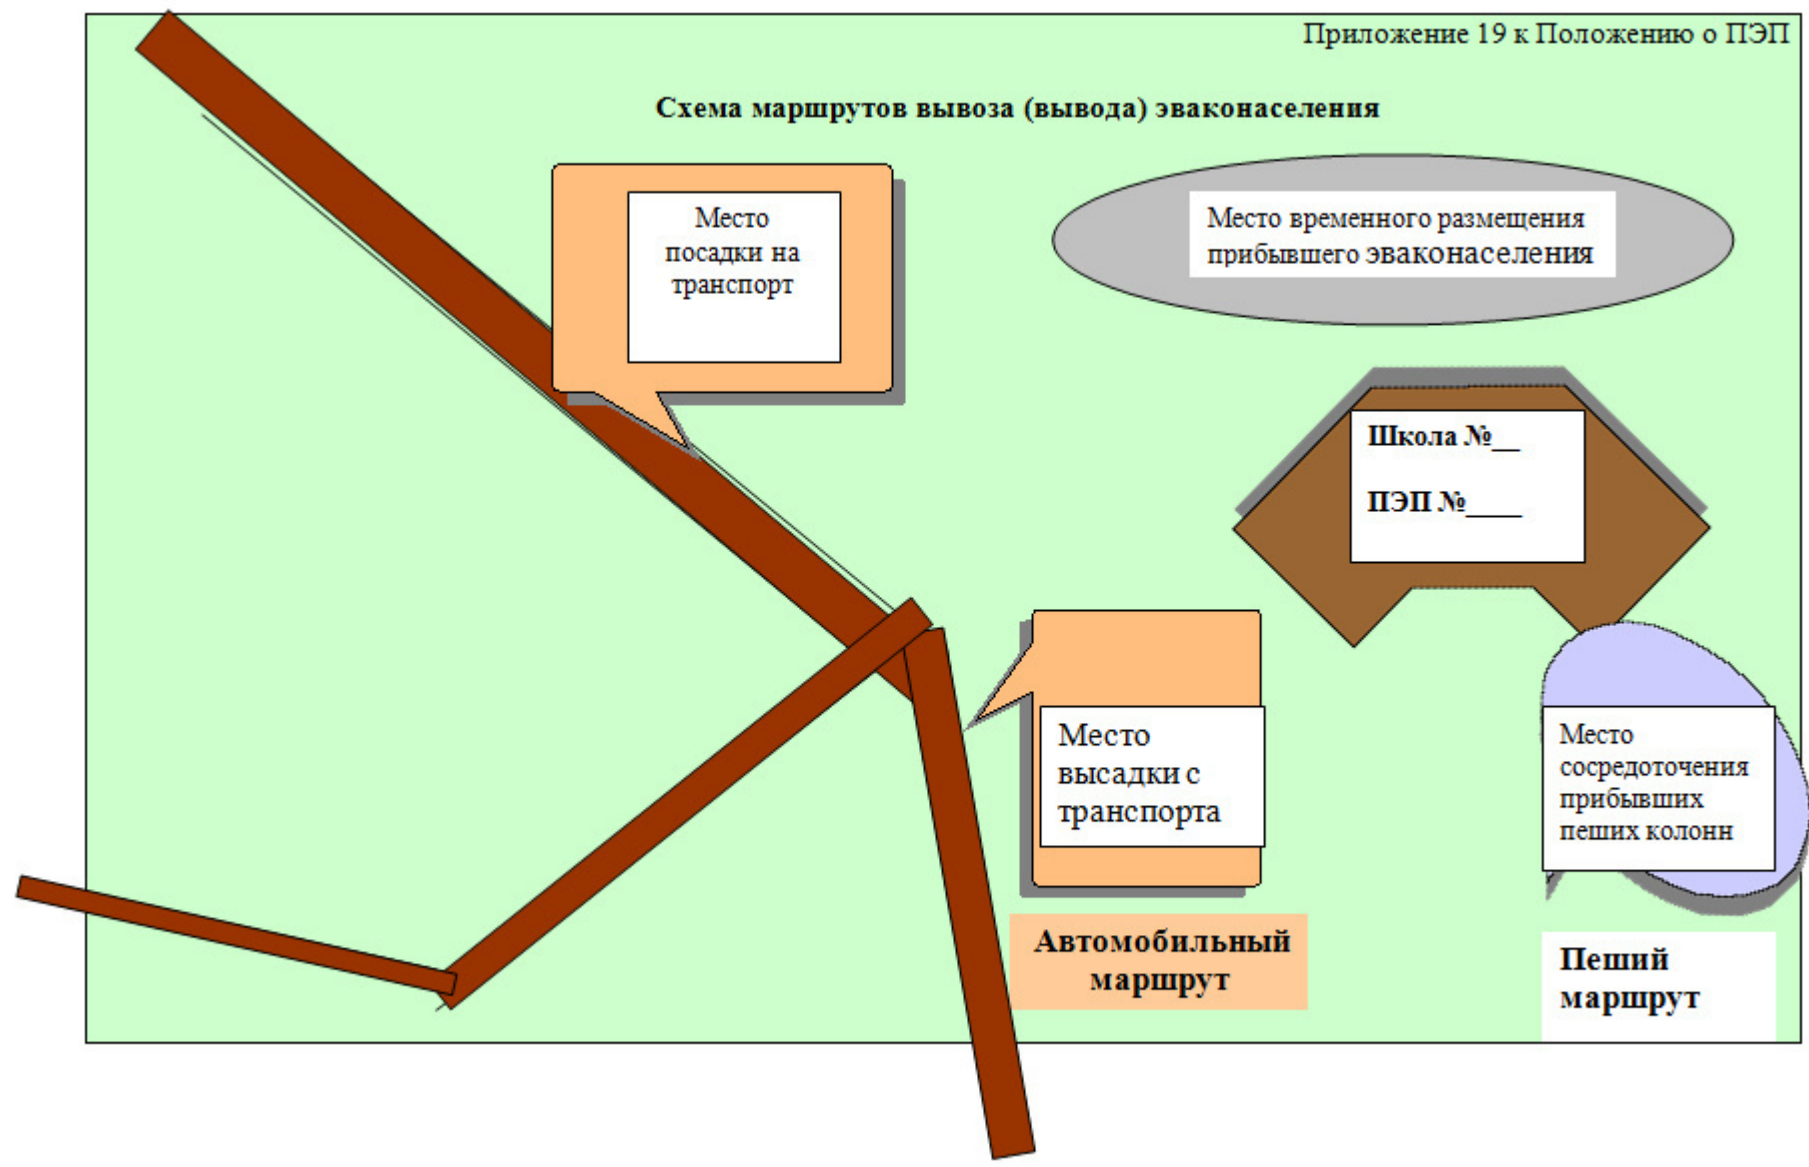 Приложение 19 к Положению о ПЭП
Схема маршрутов вывоза (вывода) эваконаселения
Место
посадки на
транспорт
Место временного размещения
прибывшего эваконаселения
Школа №__
ПЭП №____
Место
высадки с
транспорта
Место
сосредоточения
прибывших
пеших колонн
Автомобильный
маршрут
Пеший
маршрут